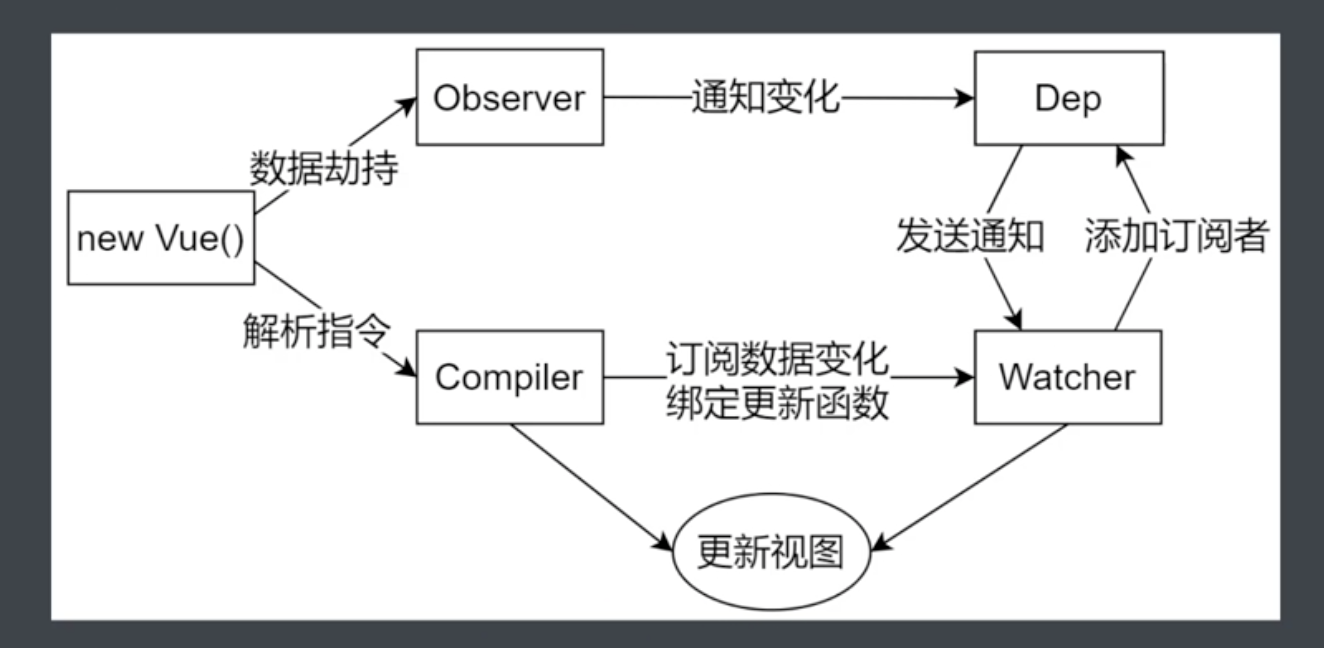 Observer
通知变化
Dep
数据劫持
new Vue()
发送通知
添加订阅者
解析指令
Compiler
订阅数据变化
绑定更新函数
Watcher
更新视图